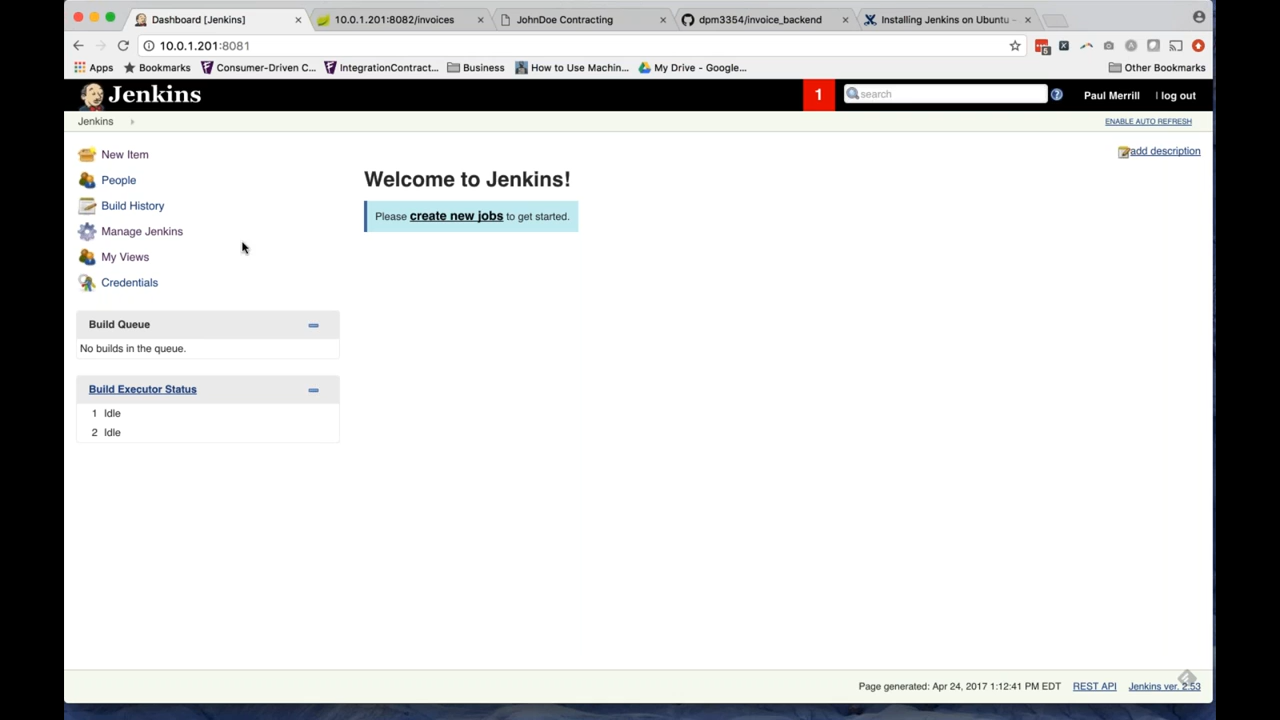 Dashboard [Jenkins]
10.0.1.201:8082/invoices
JohnDoe Contracting
dpm3354/invoice_backend
Installing Jenkins on Ubuntu -
10.0.1.201:8081
Apps
Bookmarks
Consumer-Driven C...
IntegrationContract...
Business
How to Use Machin...
My Drive - Google...
Other Bookmarks
Jenkins
1
search
Paul Merrill
| log out
Jenkins
ENABLE AUTO REFRESH
New Item
People
Build History
Manage Jenkins
My Views
Credentials
add description
Welcome to Jenkins!
Please create new jobs to get started.
Build Queue
No builds in the queue.
Build Executor Status
1 Idle
2 Idle
Page generated: Apr 24, 2017 1:12:41 PM EDT
REST API
Jenkins ver. 2.53